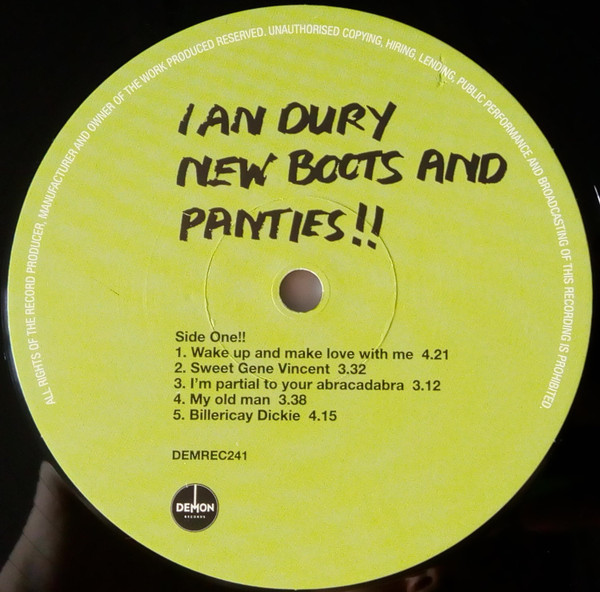 ALL RIGHTS OF THE RECORD PRODUCER, MANUFACTURER AND OWNER OF THE WORK PRODUCED RESERVED. UNAUTHORISED COPYING, HIRING, LENDING, PUBLIC PERFORMANCE AND BROADCASTING OF THIS RECORDING IS PROHIBITED.
IAN DURY
NEW BOOTS AND
PANTIES!!
Side One!!
1. Wake up and make love with me 4.21
2. Sweet Gene Vincent 3.32
3. I'm partial to your abracadabra 3.12
4. My old man 3.38
5. Billericay Dickie 4.15
DEMREC241
DEMON
RECORDS